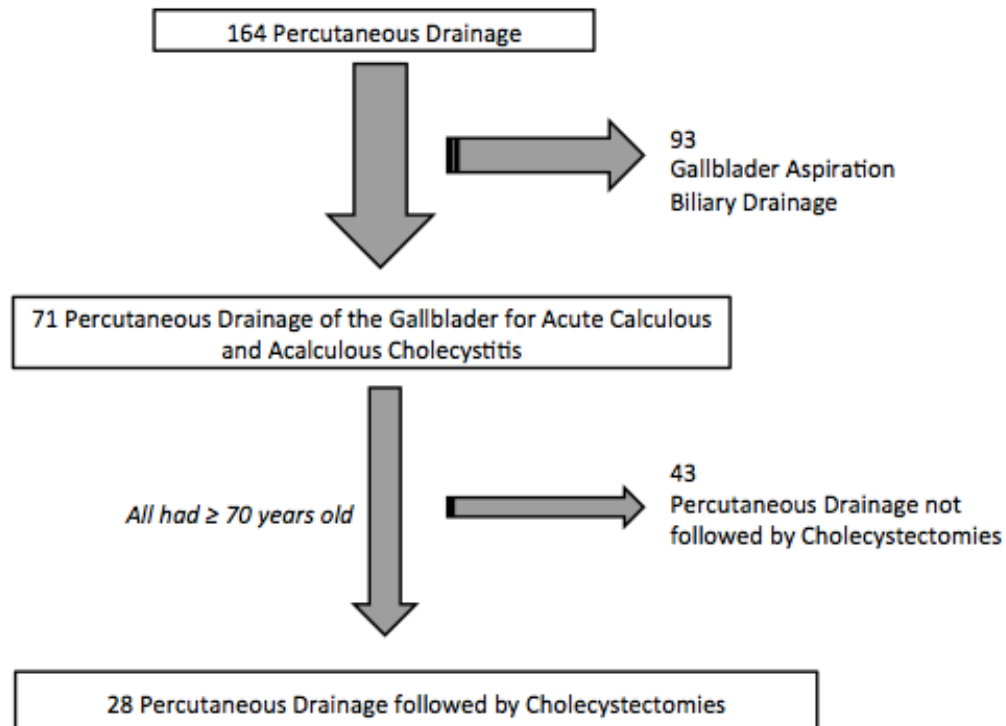 164 Percutaneous Drainage
93
Gallblader Aspiration
Biliary Drainage
71 Percutaneous Drainage of the Gallblader for Acute Calculous
and Acalculous Cholecystitis
All had ≥ 70 years old
43
Percutaneous Drainage not
followed by Cholecystectomies
28 Percutaneous Drainage followed by Cholecystectomies